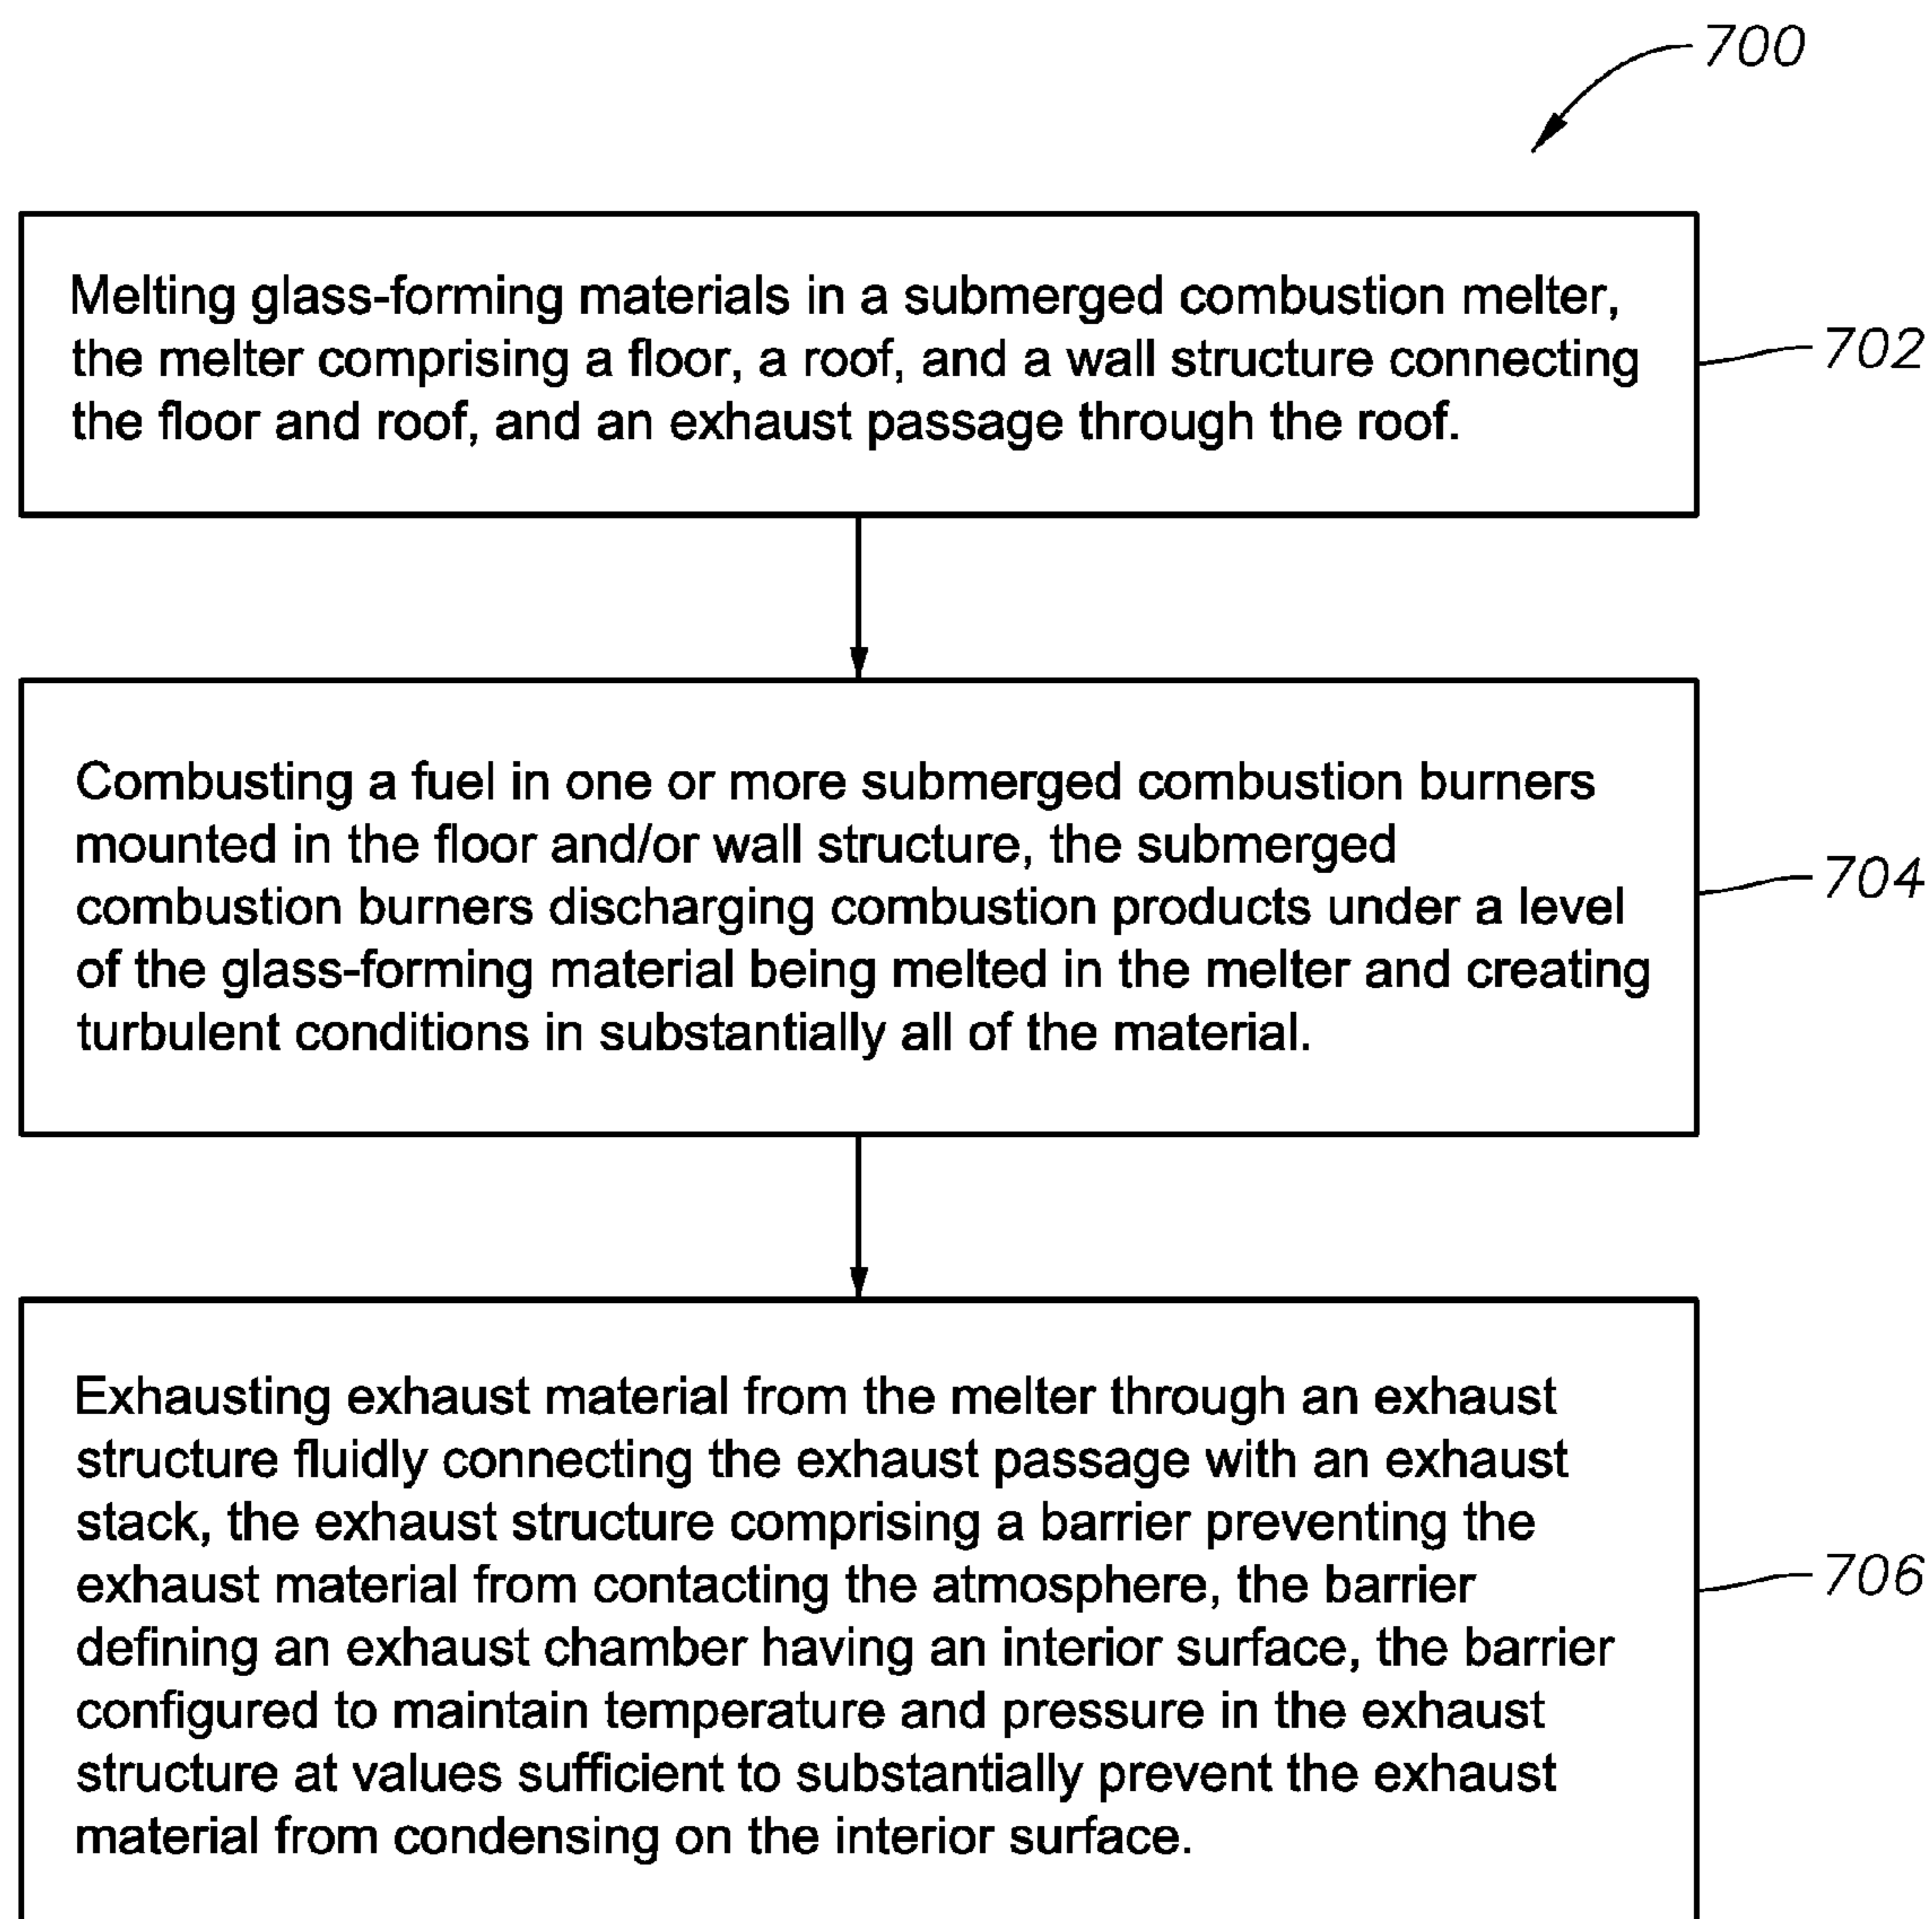 700
Melting glass-forming materials in a submerged combustion melter,
the melter comprising a floor, a roof, and a wall structure connecting
the floor and roof, and an exhaust passage through the roof.
702
Combusting a fuel in one or more submerged combustion burners
mounted in the floor and/or wall structure, the submerged
combustion burners discharging combustion products under a level
of the glass-forming material being melted in the melter and creating
turbulent conditions in substantially all of the material.
704
Exhausting exhaust material from the melter through an exhaust
structure fluidly connecting the exhaust passage with an exhaust
stack, the exhaust structure comprising a barrier preventing the
exhaust material from contacting the atmosphere, the barrier
defining an exhaust chamber having an interior surface, the barrier
configured to maintain temperature and pressure in the exhaust
structure at values sufficient to substantially prevent the exhaust
material from condensing on the interior surface.
706